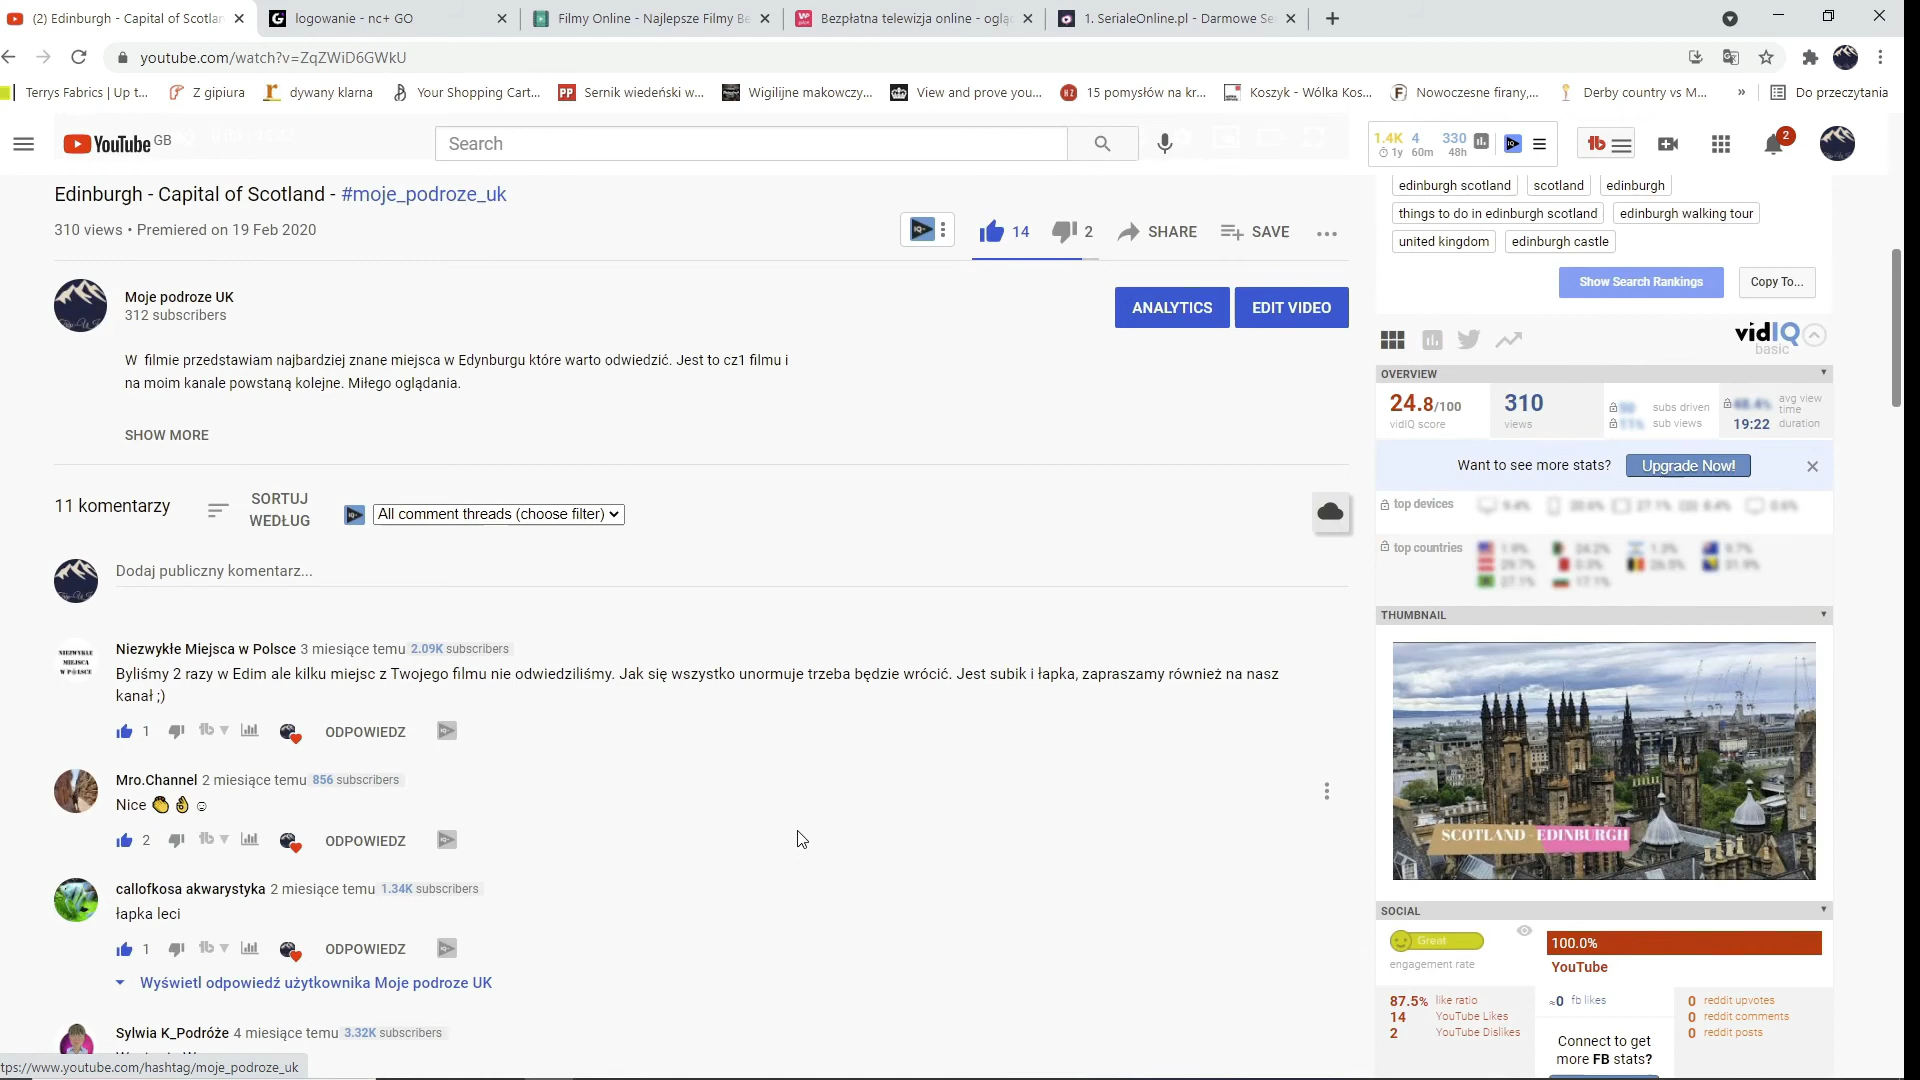 (2) Edinburgh - Capital of Scotlan
logowanie - nc+ GO
Filmy Online - Najlepsze Filmy Be
Bezpłatna telewizja online - oglą
1. SerialeOnline.pl - Darmowe Se
youtube.com/watch?v=ZqZWiD6GWkU
Terrys Fabrics | Up t...
Z gipiura
dywany klarna
Your Shopping Cart...
Sernik wiedeński w...
Wigilijne makowczy...
View and prove you...
15 pomysłów na kr...
Koszyk - Wólka Kos...
Nowoczesne firany,...
Derby country vs M...
»
Do przeczytania
YouTube GB
Search
1.4K 4 330
1y 60m 48h
2
Edinburgh - Capital of Scotland - #moje_podroze_uk
310 views • Premiered on 19 Feb 2020
14
2
SHARE
SAVE
Moje podroze UK
312 subscribers
ANALYTICS
EDIT VIDEO
W filmie przedstawiam najbardziej znane miejsca w Edynburgu które warto odwiedzić. Jest to cz1 filmu i
na moim kanale powstaną kolejne. Miłego oglądania.
SHOW MORE
11 komentarzy
SORTUJ
WEDŁUG
All comment threads (choose filter)
Dodaj publiczny komentarz...
NIEZWYKŁE
MIEJSCA
W P●LSCE
Niezwykłe Miejsca w Polsce 3 miesiące temu 2.09K subscribers
Byliśmy 2 razy w Edim ale kilku miejsc z Twojego filmu nie odwiedziliśmy. Jak się wszystko unormuje trzeba będzie wrócić. Jest subik i łapka, zapraszamy również na nasz
kanał ;)
1
ODPOWIEDZ
Mro.Channel 2 miesiące temu 856 subscribers
Nice 👏 👌 ☺
2
ODPOWIEDZ
callofkosa akwarystyka 2 miesiące temu 1.34K subscribers
łapka leci
1
ODPOWIEDZ
Wyświetl odpowiedź użytkownika Moje podroze UK
Sylwia K_Podróże 4 miesiące temu 3.32K subscribers
tps://www.youtube.com/hashtag/moje_podroze_uk
edinburgh scotland
scotland
edinburgh
things to do in edinburgh scotland
edinburgh walking tour
united kingdom
edinburgh castle
Show Search Rankings
Copy To...
vidIQ
basic
OVERVIEW
24.8/100
vidIQ score
310
views
subs driven
sub views
avg view
time
19:22 duration
Want to see more stats?
Upgrade Now!
top devices
top countries
THUMBNAIL
SCOTLAND - EDINBURGH
SOCIAL
Great
engagement rate
100.0%
YouTube
87.5% like ratio
14 YouTube Likes
2 YouTube Dislikes
≈0 fb likes
Connect to get
more FB stats?
0 reddit upvotes
0 reddit comments
0 reddit posts